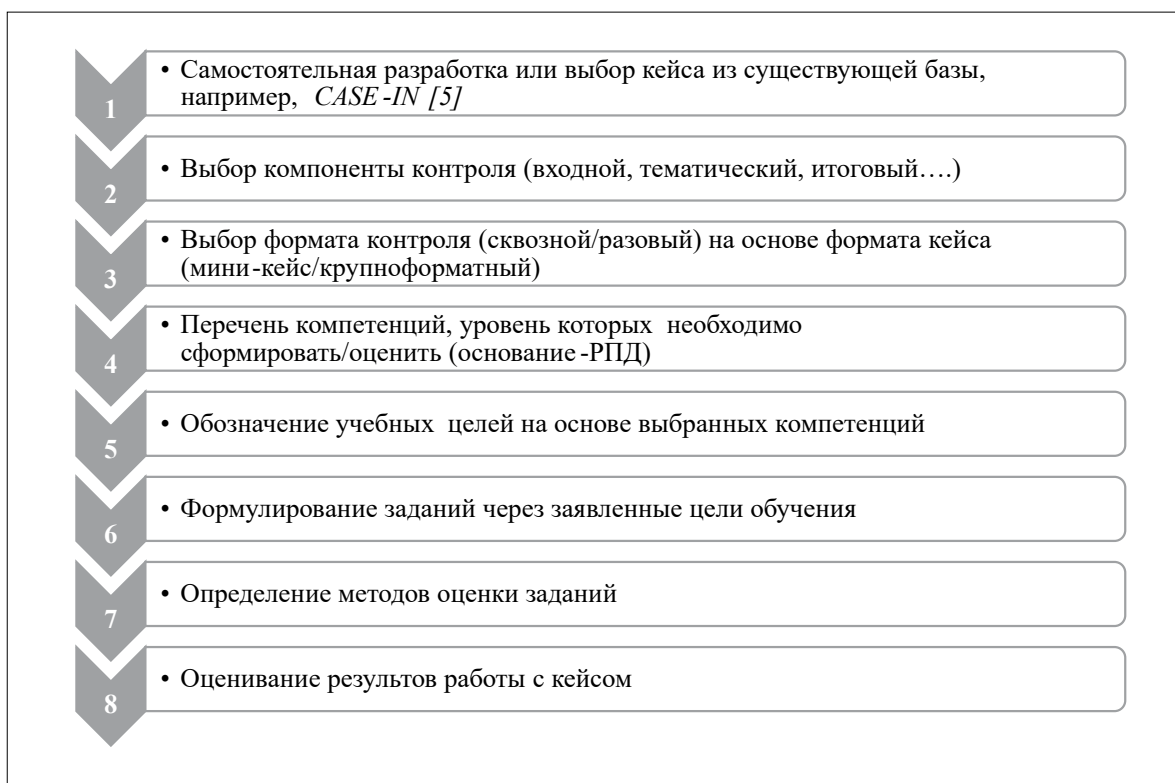 1
• Самостоятельная разработка или выбор кейса из существующей базы,
например, CASE-IN [5]
2
• Выбор компоненты контроля (входной, тематический, итоговый….)
3
• Выбор формата контроля (сквозной/разовый) на основе формата кейса
(мини-кейс/крупноформатный)
4
• Перечень компетенций, уровень которых необходимо
сформировать/оценить (основание-РПД)
5
• Обозначение учебных целей на основе выбранных компетенций
6
• Формулирование заданий через заявленные цели обучения
7
• Определение методов оценки заданий
8
• Оценивание результов работы с кейсом